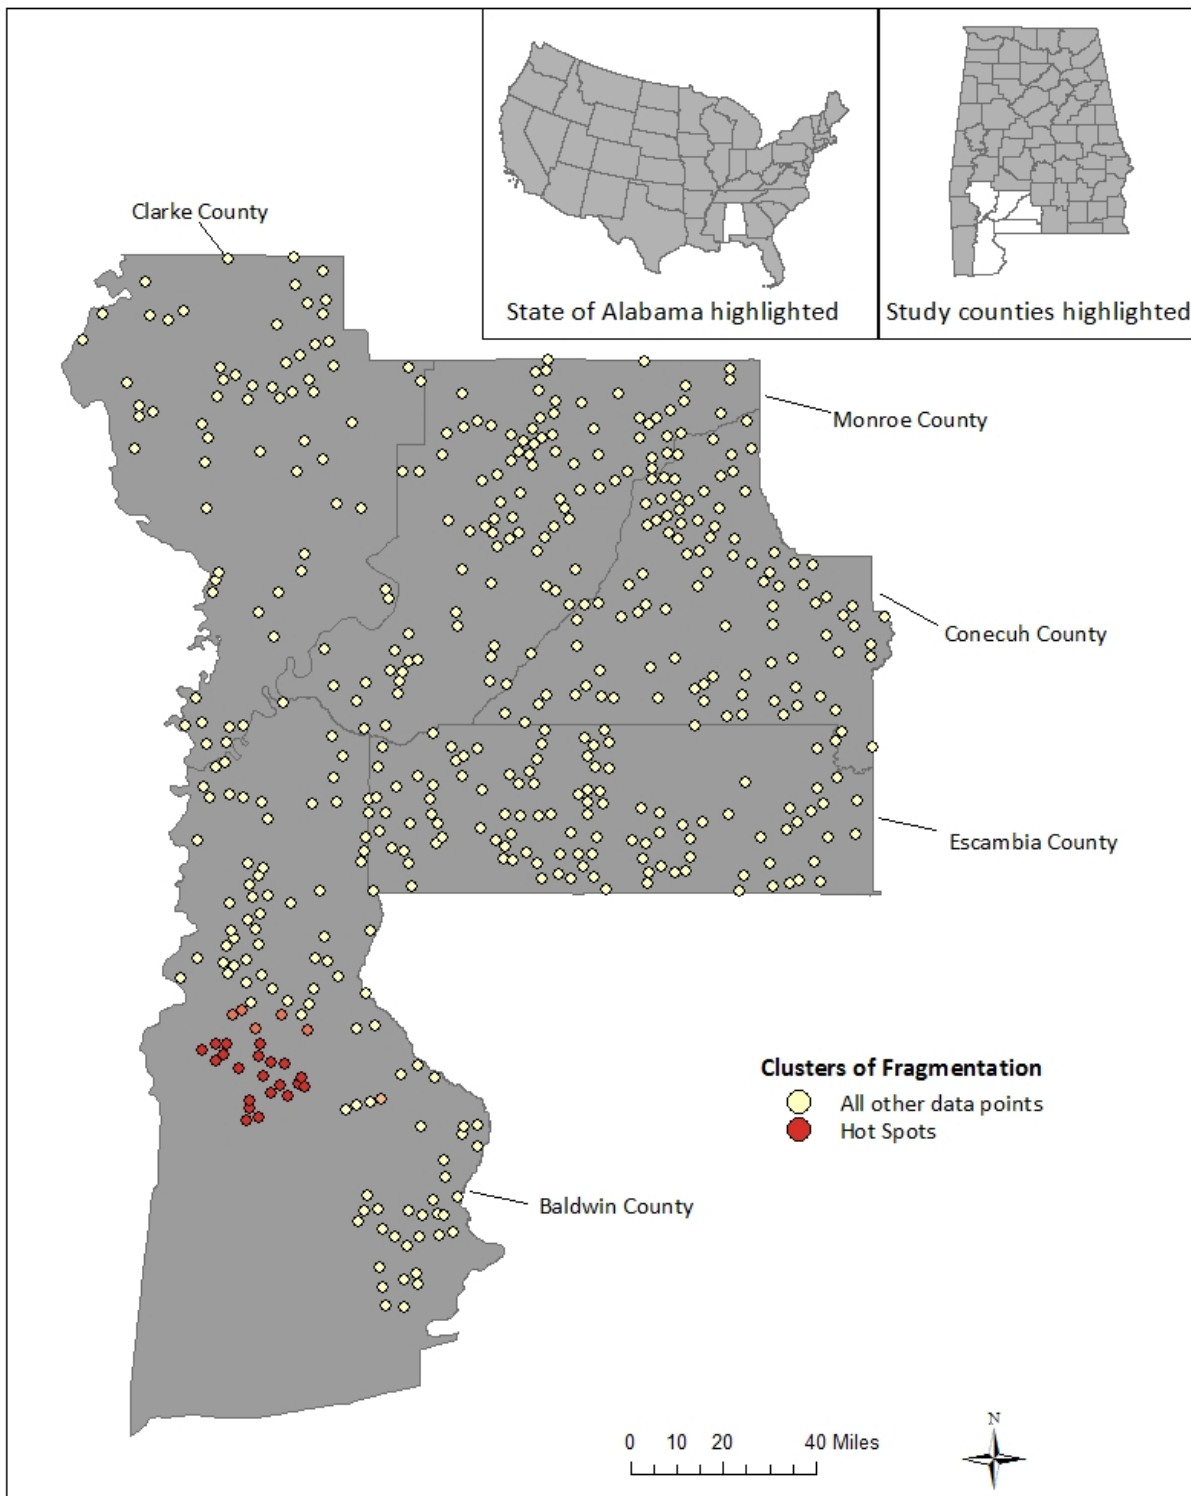 State of Alabama highlighted
Study counties highlighted
Clarke County
Monroe County
Conecuh County
Escambia County
Clusters of Fragmentation
All other data points
Hot Spots
Baldwin County
N
0 10 20 40 Miles